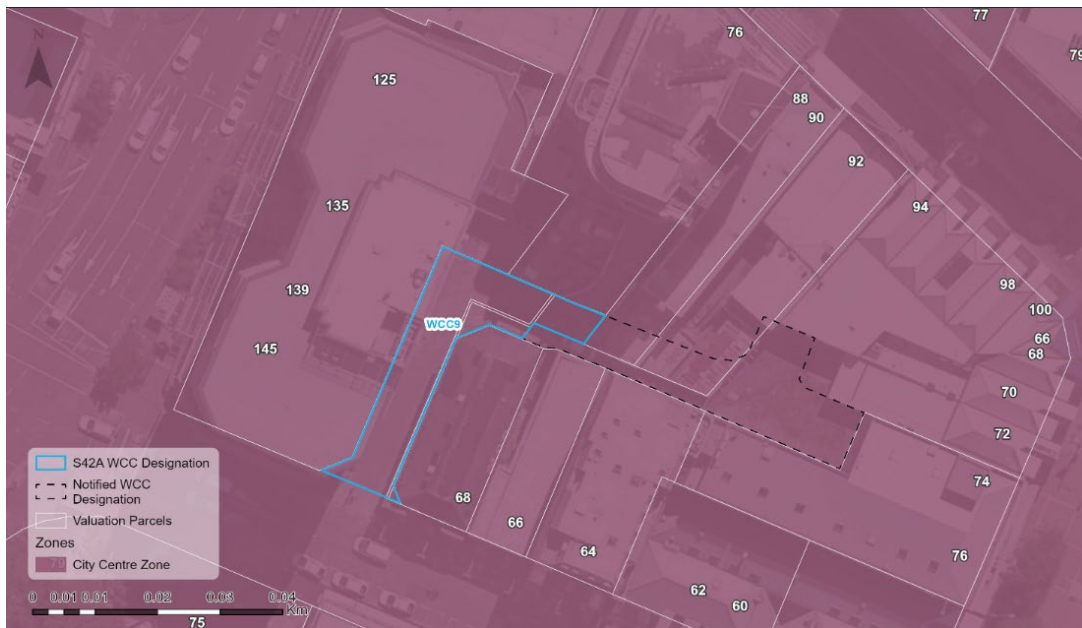 77
76
N
79
125
88
90
92
135
94
139
98
100
WCC9
66
68
145
70
72
S42A WCC Designation
Notified WCC
Designation
Valuation Parcels
Zones
City Centre Zone
68
66
64
74
76
62
60
0 0.01 0.01 0.02 0.03 0.04
Km
75